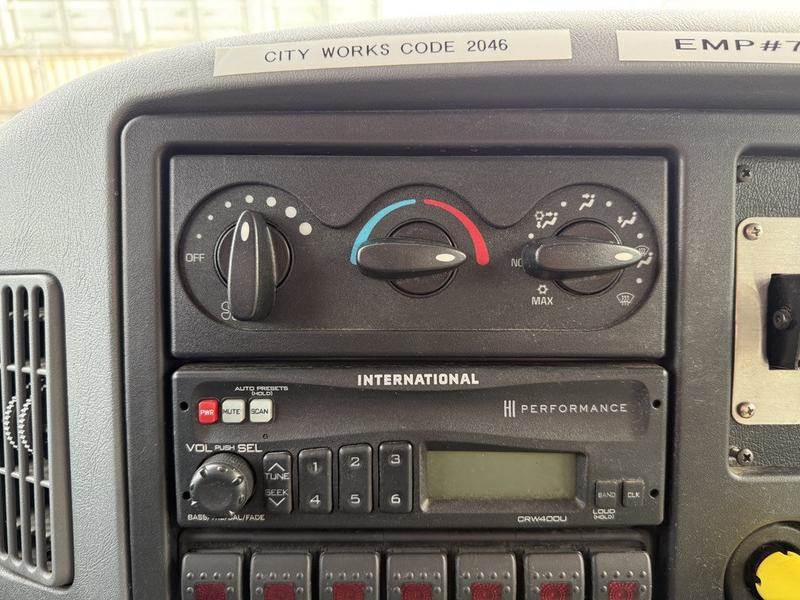 CITY WORKS CODE 2046
EMP#7
OFF
MAX
INTERNATIONAL
AUTO PRESETS
(HOLD)
PWR MUTE SCAN
HI PERFORMANCE
VOL PUSH SEL
TUNE
SEEK
1 2 3
4 5 6
BAND CLK
LOUD
(HOLD)
CRW400U